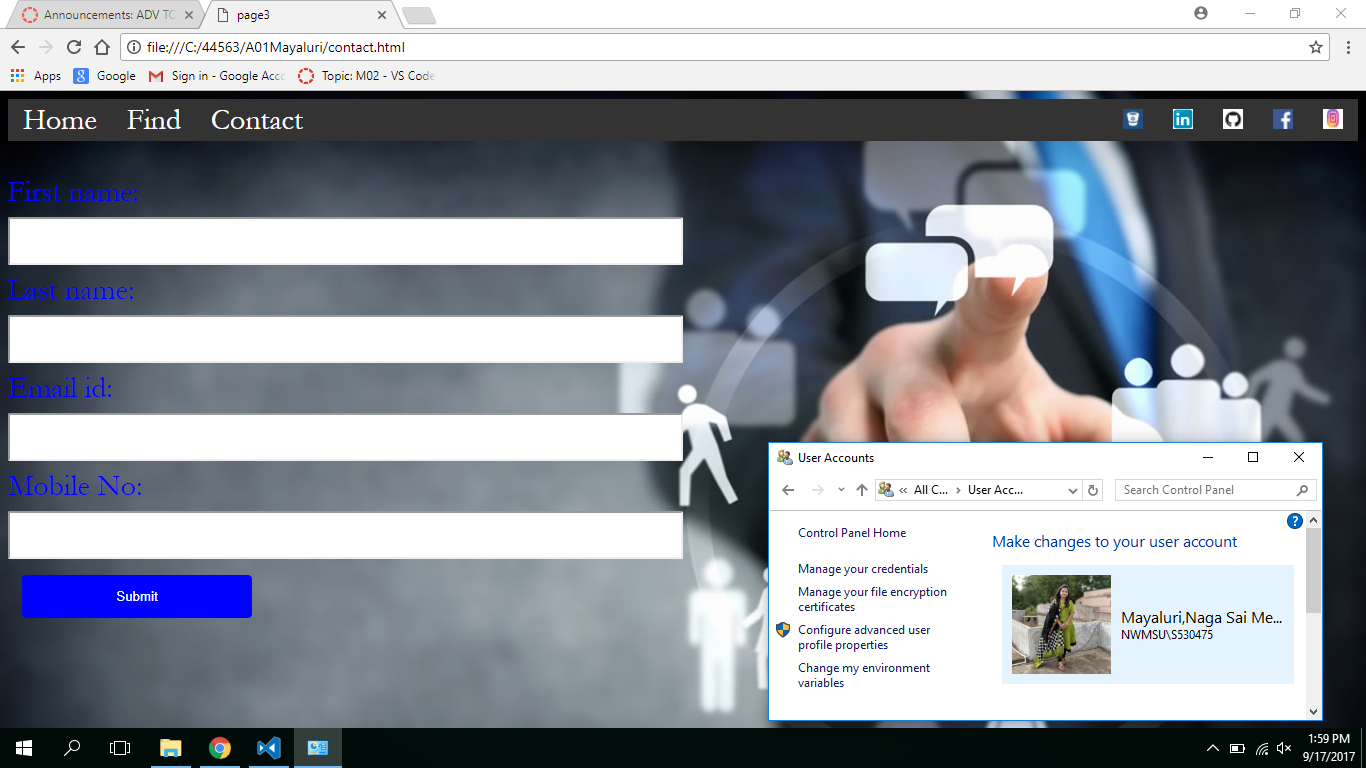 Announcements: ADV TO
page3
file:///C:/44563/A01Mayaluri/contact.html
Apps
Google
Sign in - Google Acco
Topic: M02 - VS Code
Home
Find
Contact
First name:
Last name:
Email id:
Mobile No:
Submit
User Accounts
« All C... › User Acc...
Search Control Panel
Control Panel Home
Manage your credentials
Manage your file encryption
certificates
Configure advanced user
profile properties
Change my environment
variables
Make changes to your user account
Mayaluri,Naga Sai Me...
NWMSU\S530475
1:59 PM
9/17/2017